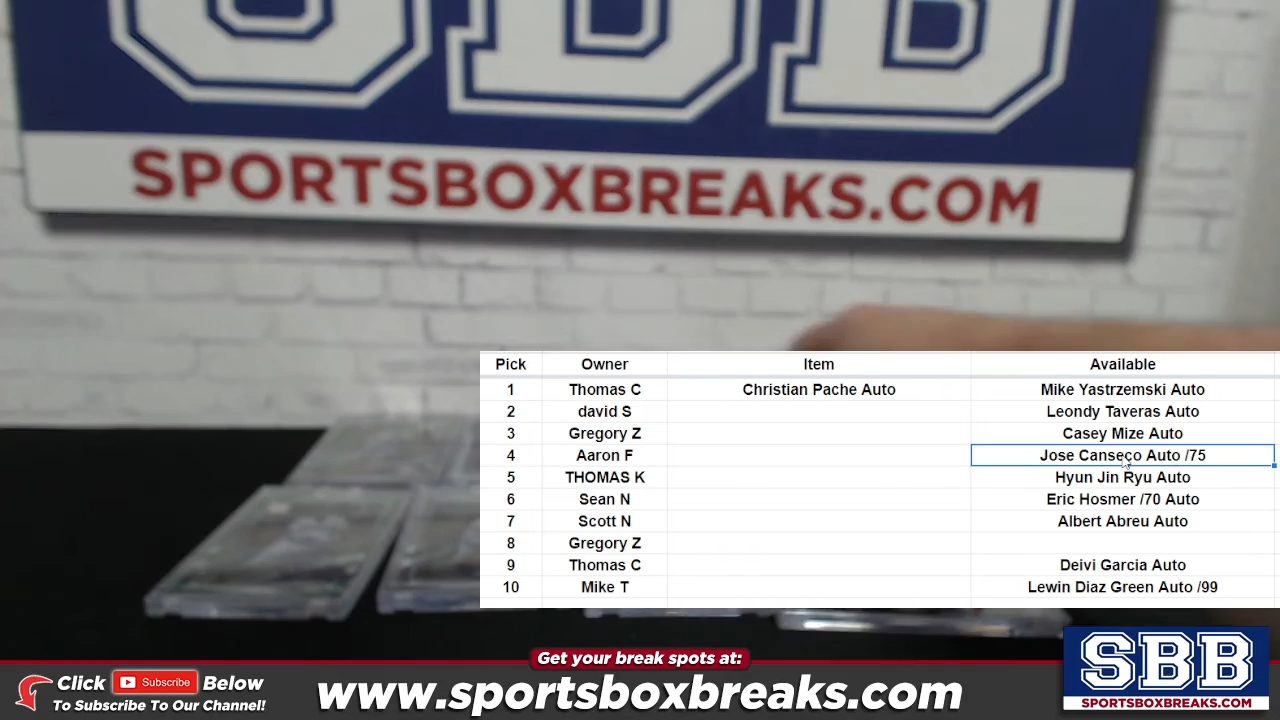 SBB
SPORTSBOXBREAKS.COM
Pick Owner Item Available
1 Thomas C Christian Pache Auto Mike Yastrzemski Auto
2 david S Leondy Taveras Auto
3 Gregory Z Casey Mize Auto
4 Aaron F Jose Canseco Auto /75
5 THOMAS K Hyun Jin Ryu Auto
6 Sean N Eric Hosmer /70 Auto
7 Scott N Albert Abreu Auto
8 Gregory Z
9 Thomas C Deivi Garcia Auto
10 Mike T Lewin Diaz Green Auto /99
Get your break spots at:
Click Subscribe Below
To Subscribe To Our Channel!
www.sportsboxbreaks.com
SBB
SPORTSBOXBREAKS.COM